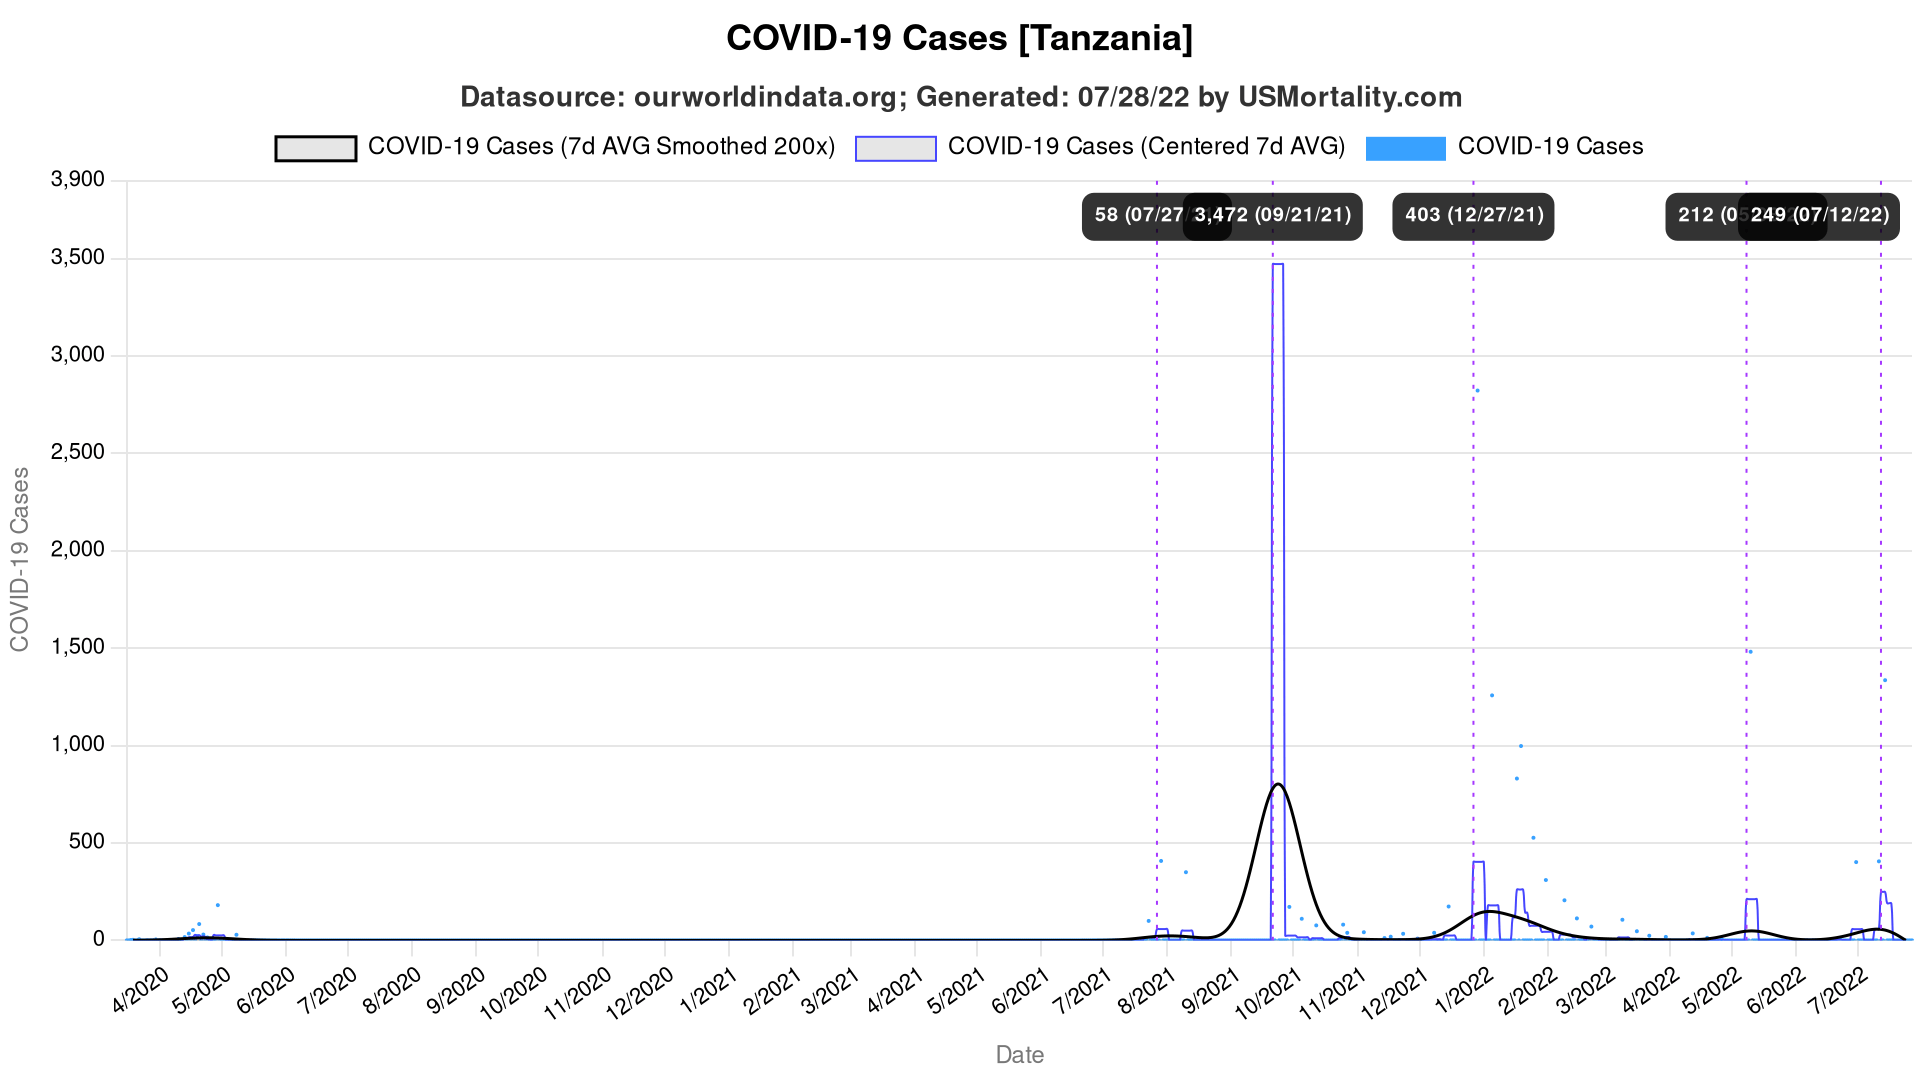 COVID-19 Cases [Tanzania]
Datasource: ourworldindata.org; Generated: 07/28/22 by USMortality.com
COVID-19 Cases (7d AVG Smoothed 200x) COVID-19 Cases (Centered 7d AVG) COVID-19 Cases
58 (07/27/ 3,472 (09/21/21) 403 (12/27/21) 212 (05 249 (07/12/22)
3,900
3,500
3,000
2,500
2,000
1,500
1,000
500
0
COVID-19 Cases
4/2020 5/2020 6/2020 7/2020 8/2020 9/2020 10/2020 11/2020 12/2020 1/2021 2/2021 3/2021 4/2021 5/2021 6/2021 7/2021 8/2021 9/2021 10/2021 11/2021 12/2021 1/2022 2/2022 3/2022 4/2022 5/2022 6/2022 7/2022
Date